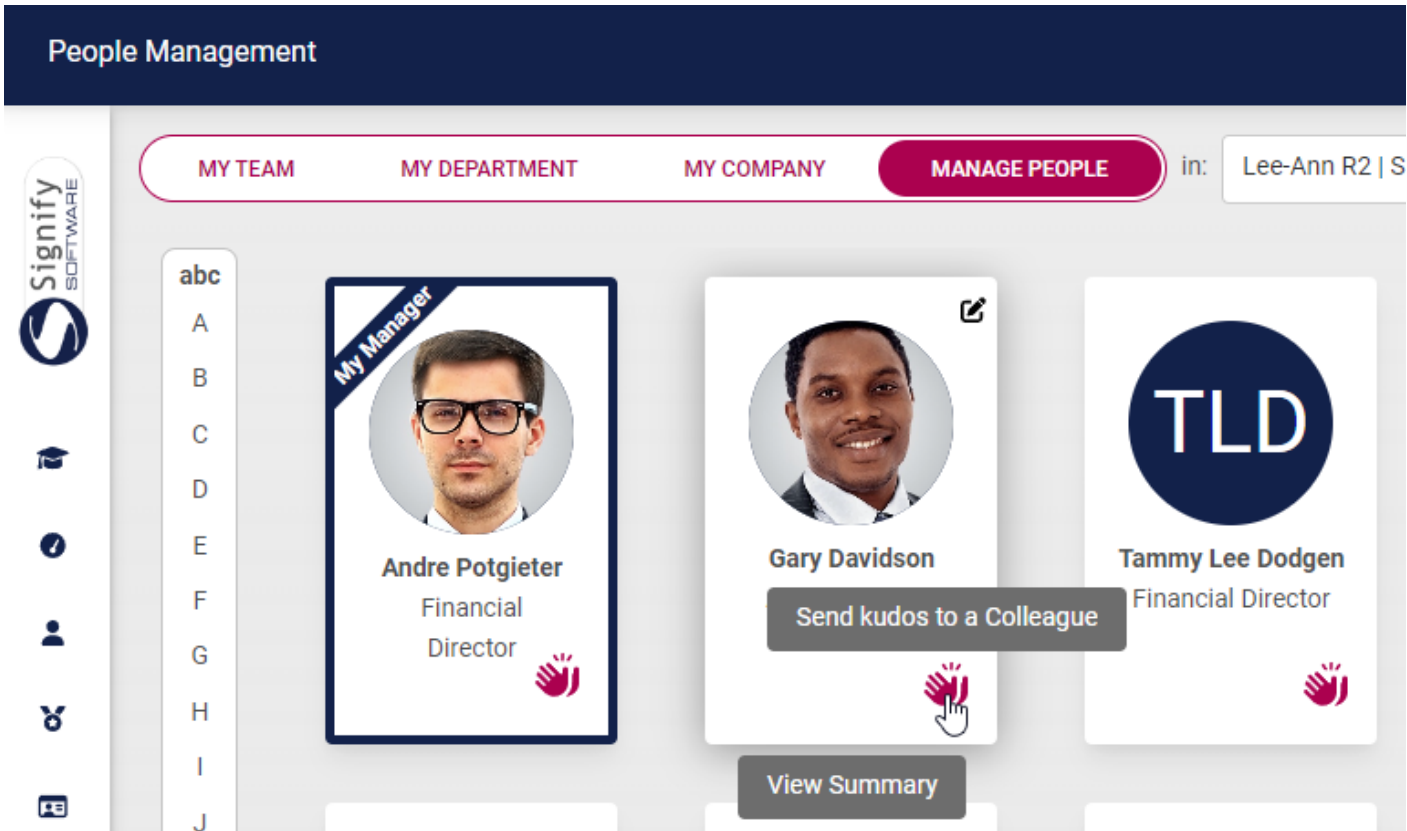 People Management
MY TEAM
MY DEPARTMENT
MY COMPANY
MANAGE PEOPLE
in:
Lee-Ann R2 | S
Signify
SOFTWARE
abc
A
B
C
D
E
F
G
H
I
J
My Manager
Andre Potgieter
Financial
Director
Gary Davidson
Send kudos to a Colleague
View Summary
TLD
Tammy Lee Dodgen
Financial Director